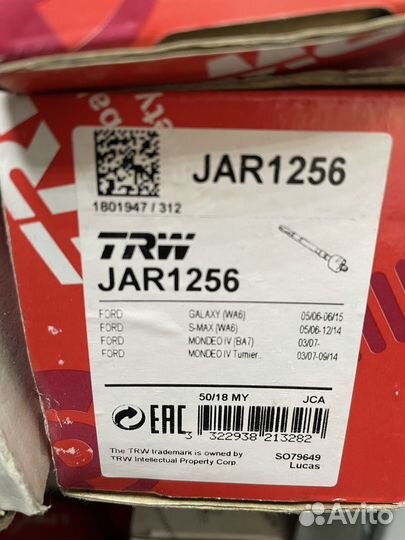 JAR1256
1801947 / 312
TRW
JAR1256
FORD GALAXY (WA6) 05/06-06/15
FORD S-MAX (WA6) 05/06-12/14
FORD MONDEO IV (BA7) 03/07-
FORD MONDEO IV Turnier.. 03/07-09/14
50/18 MY JCA
EAC
3 322938 213282
The TRW trademark is owned by
TRW Intellectual Property Corp.
SO79649
Lucas
Avito